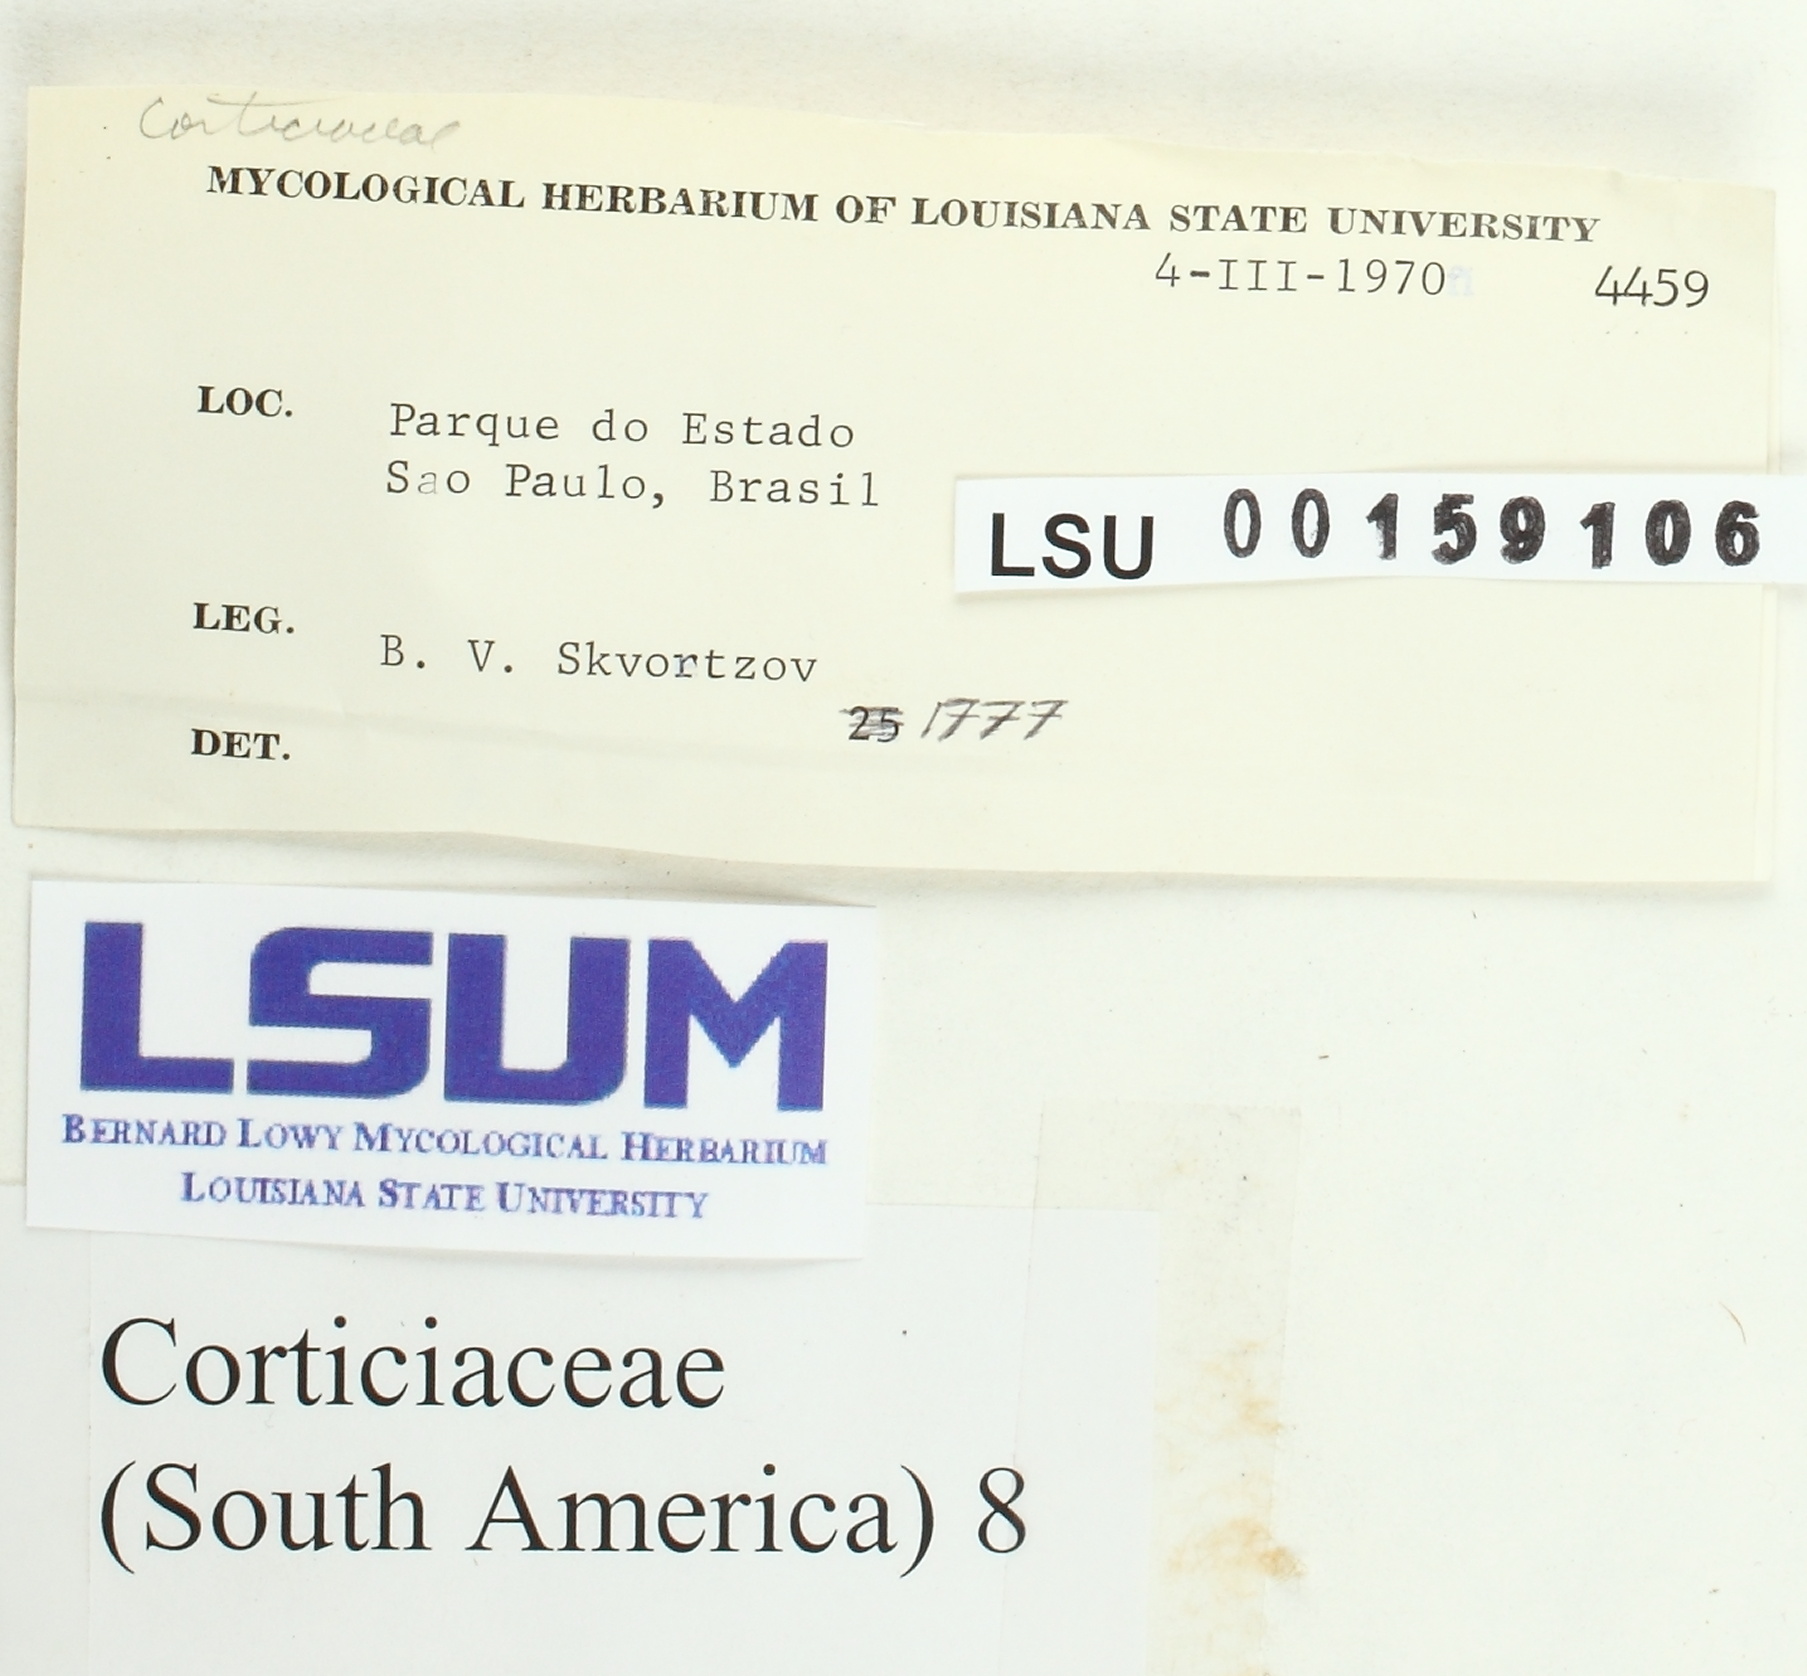 Corticiaceae
MYCOLOGICAL HERBARIUM OF LOUISIANA STATE UNIVERSITY
4-III-1970 4459
LOC. Parque do Estado
Sao Paulo, Brasil
LSU 00159106
LEG. B. V. Skvortzov
25 1777
DET.
LSUM
BERNARD LOWY MYCOLOGICAL HERBARIUM
LOUISIANA STATE UNIVERSITY
Corticiaceae
(South America) 8